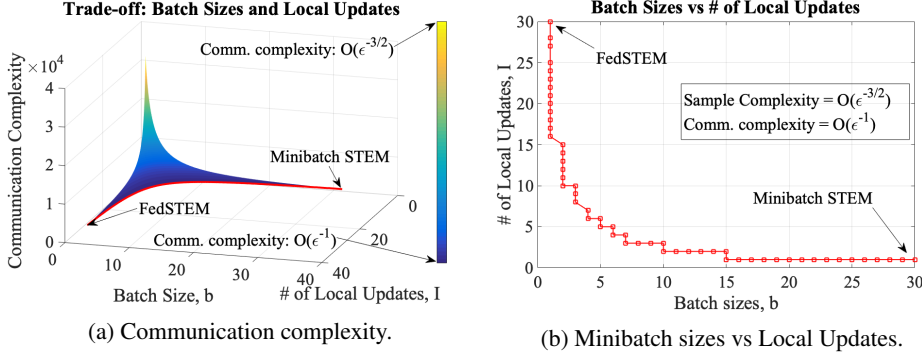 Trade-off: Batch Sizes and Local Updates
Comm. complexity: O(ϵ^{-3/2})
×10^4
4
3
2
1
0
Communication Complexity
Minibatch STEM
FedSTEM
Comm. complexity: O(ϵ^{-1})
0
10
20
30
40
Batch Size, b
0
20
40
# of Local Updates, I
(a) Communication complexity.
Batch Sizes vs # of Local Updates
30
25
20
15
10
5
0
# of Local Updates, I
FedSTEM
Sample Complexity = O(ϵ^{-3/2})
Comm. complexity = O(ϵ^{-1})
Minibatch STEM
0
5
10
15
20
25
30
Batch sizes, b
(b) Minibatch sizes vs Local Updates.